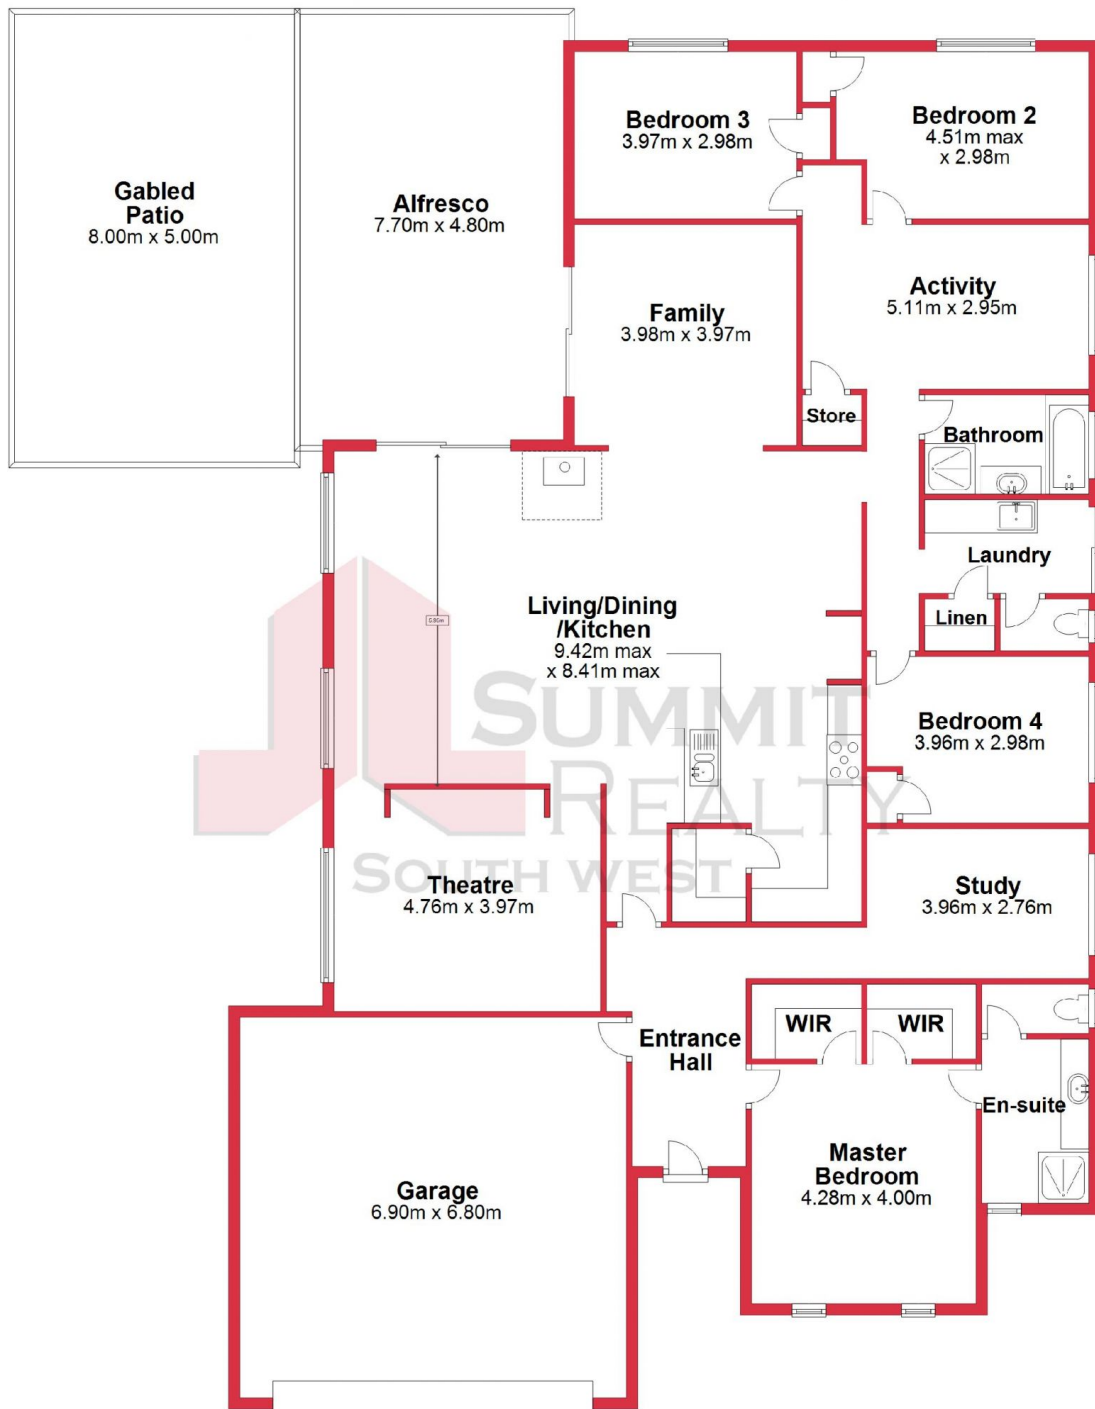 Gabled
Patio
8.00m x 5.00m
Alfresco
7.70m x 4.80m
Bedroom 3
3.97m x 2.98m
Bedroom 2
4.51m max
x 2.98m
Family
3.98m x 3.97m
Activity
5.11m x 2.95m
Store
Bathroom
Laundry
Linen
Living/Dining
/Kitchen
9.42m max
x 8.41m max
SUMMIT
REALTY
SOUTH WEST
Bedroom 4
3.96m x 2.98m
Theatre
4.76m x 3.97m
Study
3.96m x 2.76m
WIR
WIR
Entrance
Hall
En-suite
Master
Bedroom
4.28m x 4.00m
Garage
6.90m x 6.80m